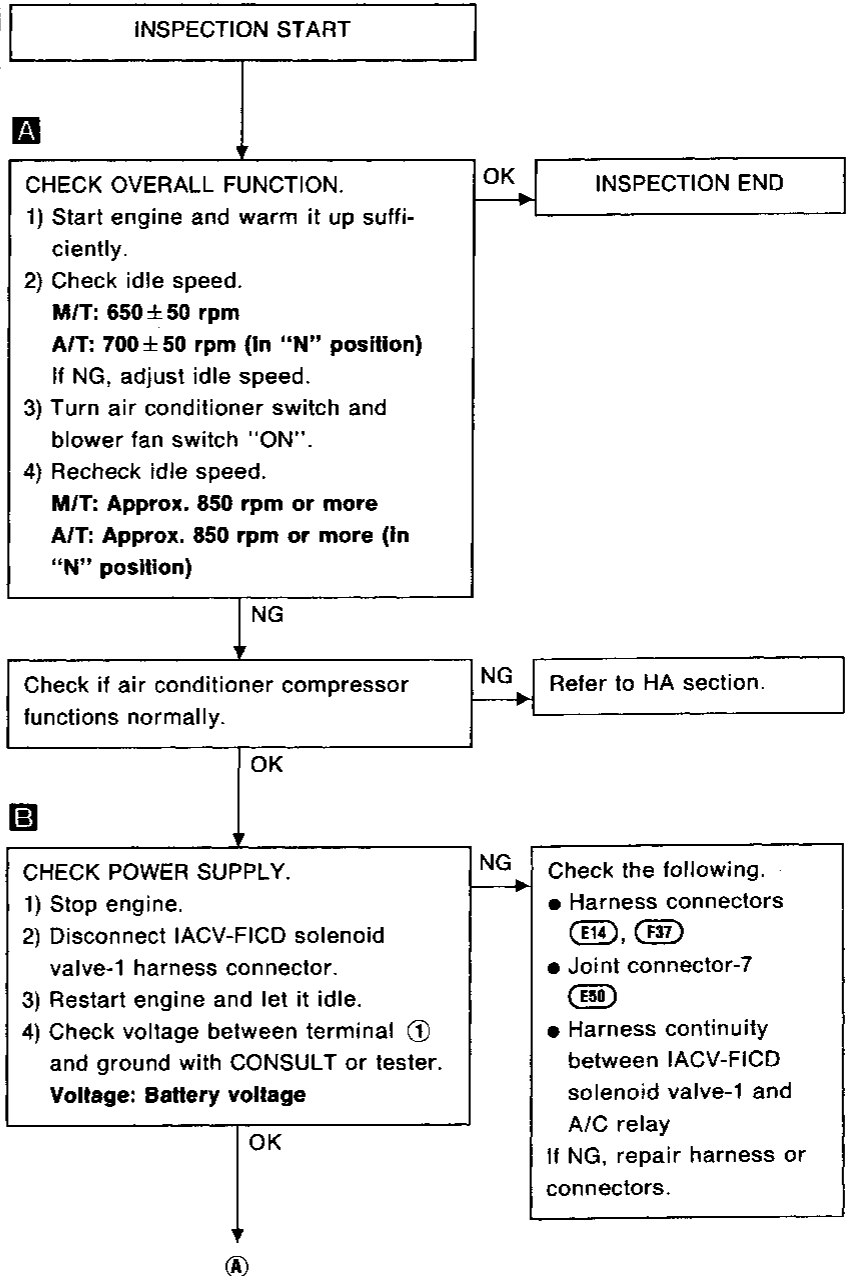 INSPECTION START
A
CHECK OVERALL FUNCTION.
1) Start engine and warm it up suffi-
ciently.
2) Check idle speed.
M/T: 650±50 rpm
A/T: 700±50 rpm (in "N" position)
If NG, adjust idle speed.
3) Turn air conditioner switch and
blower fan switch "ON".
4) Recheck idle speed.
M/T: Approx. 850 rpm or more
A/T: Approx. 850 rpm or more (in
"N" position)
OK
INSPECTION END
NG
Check if air conditioner compressor
functions normally.
NG
Refer to HA section.
OK
B
CHECK POWER SUPPLY.
1) Stop engine.
2) Disconnect IACV-FICD solenoid
valve-1 harness connector.
3) Restart engine and let it idle.
4) Check voltage between terminal ①
and ground with CONSULT or tester.
Voltage: Battery voltage
NG
Check the following.
● Harness connectors
E14, F37
● Joint connector-7
E50
● Harness continuity
between IACV-FICD
solenoid valve-1 and
A/C relay
If NG, repair harness or
connectors.
OK
Ⓐ